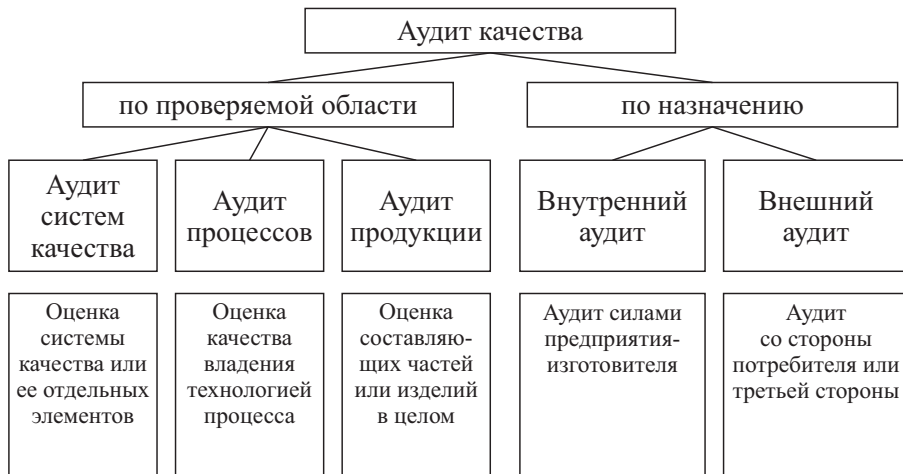 Аудит качества
по проверяемой области
по назначению
Аудит
систем
качества
Аудит
процессов
Аудит
продукции
Внутренний
аудит
Внешний
аудит
Оценка
системы
качества или
ее отдельных
элементов
Оценка
качества
владения
технологией
процесса
Оценка
составляю-
щих частей
или изделий
в целом
Аудит силами
предприятия-
изготовителя
Аудит
со стороны
потребителя или
третьей стороны